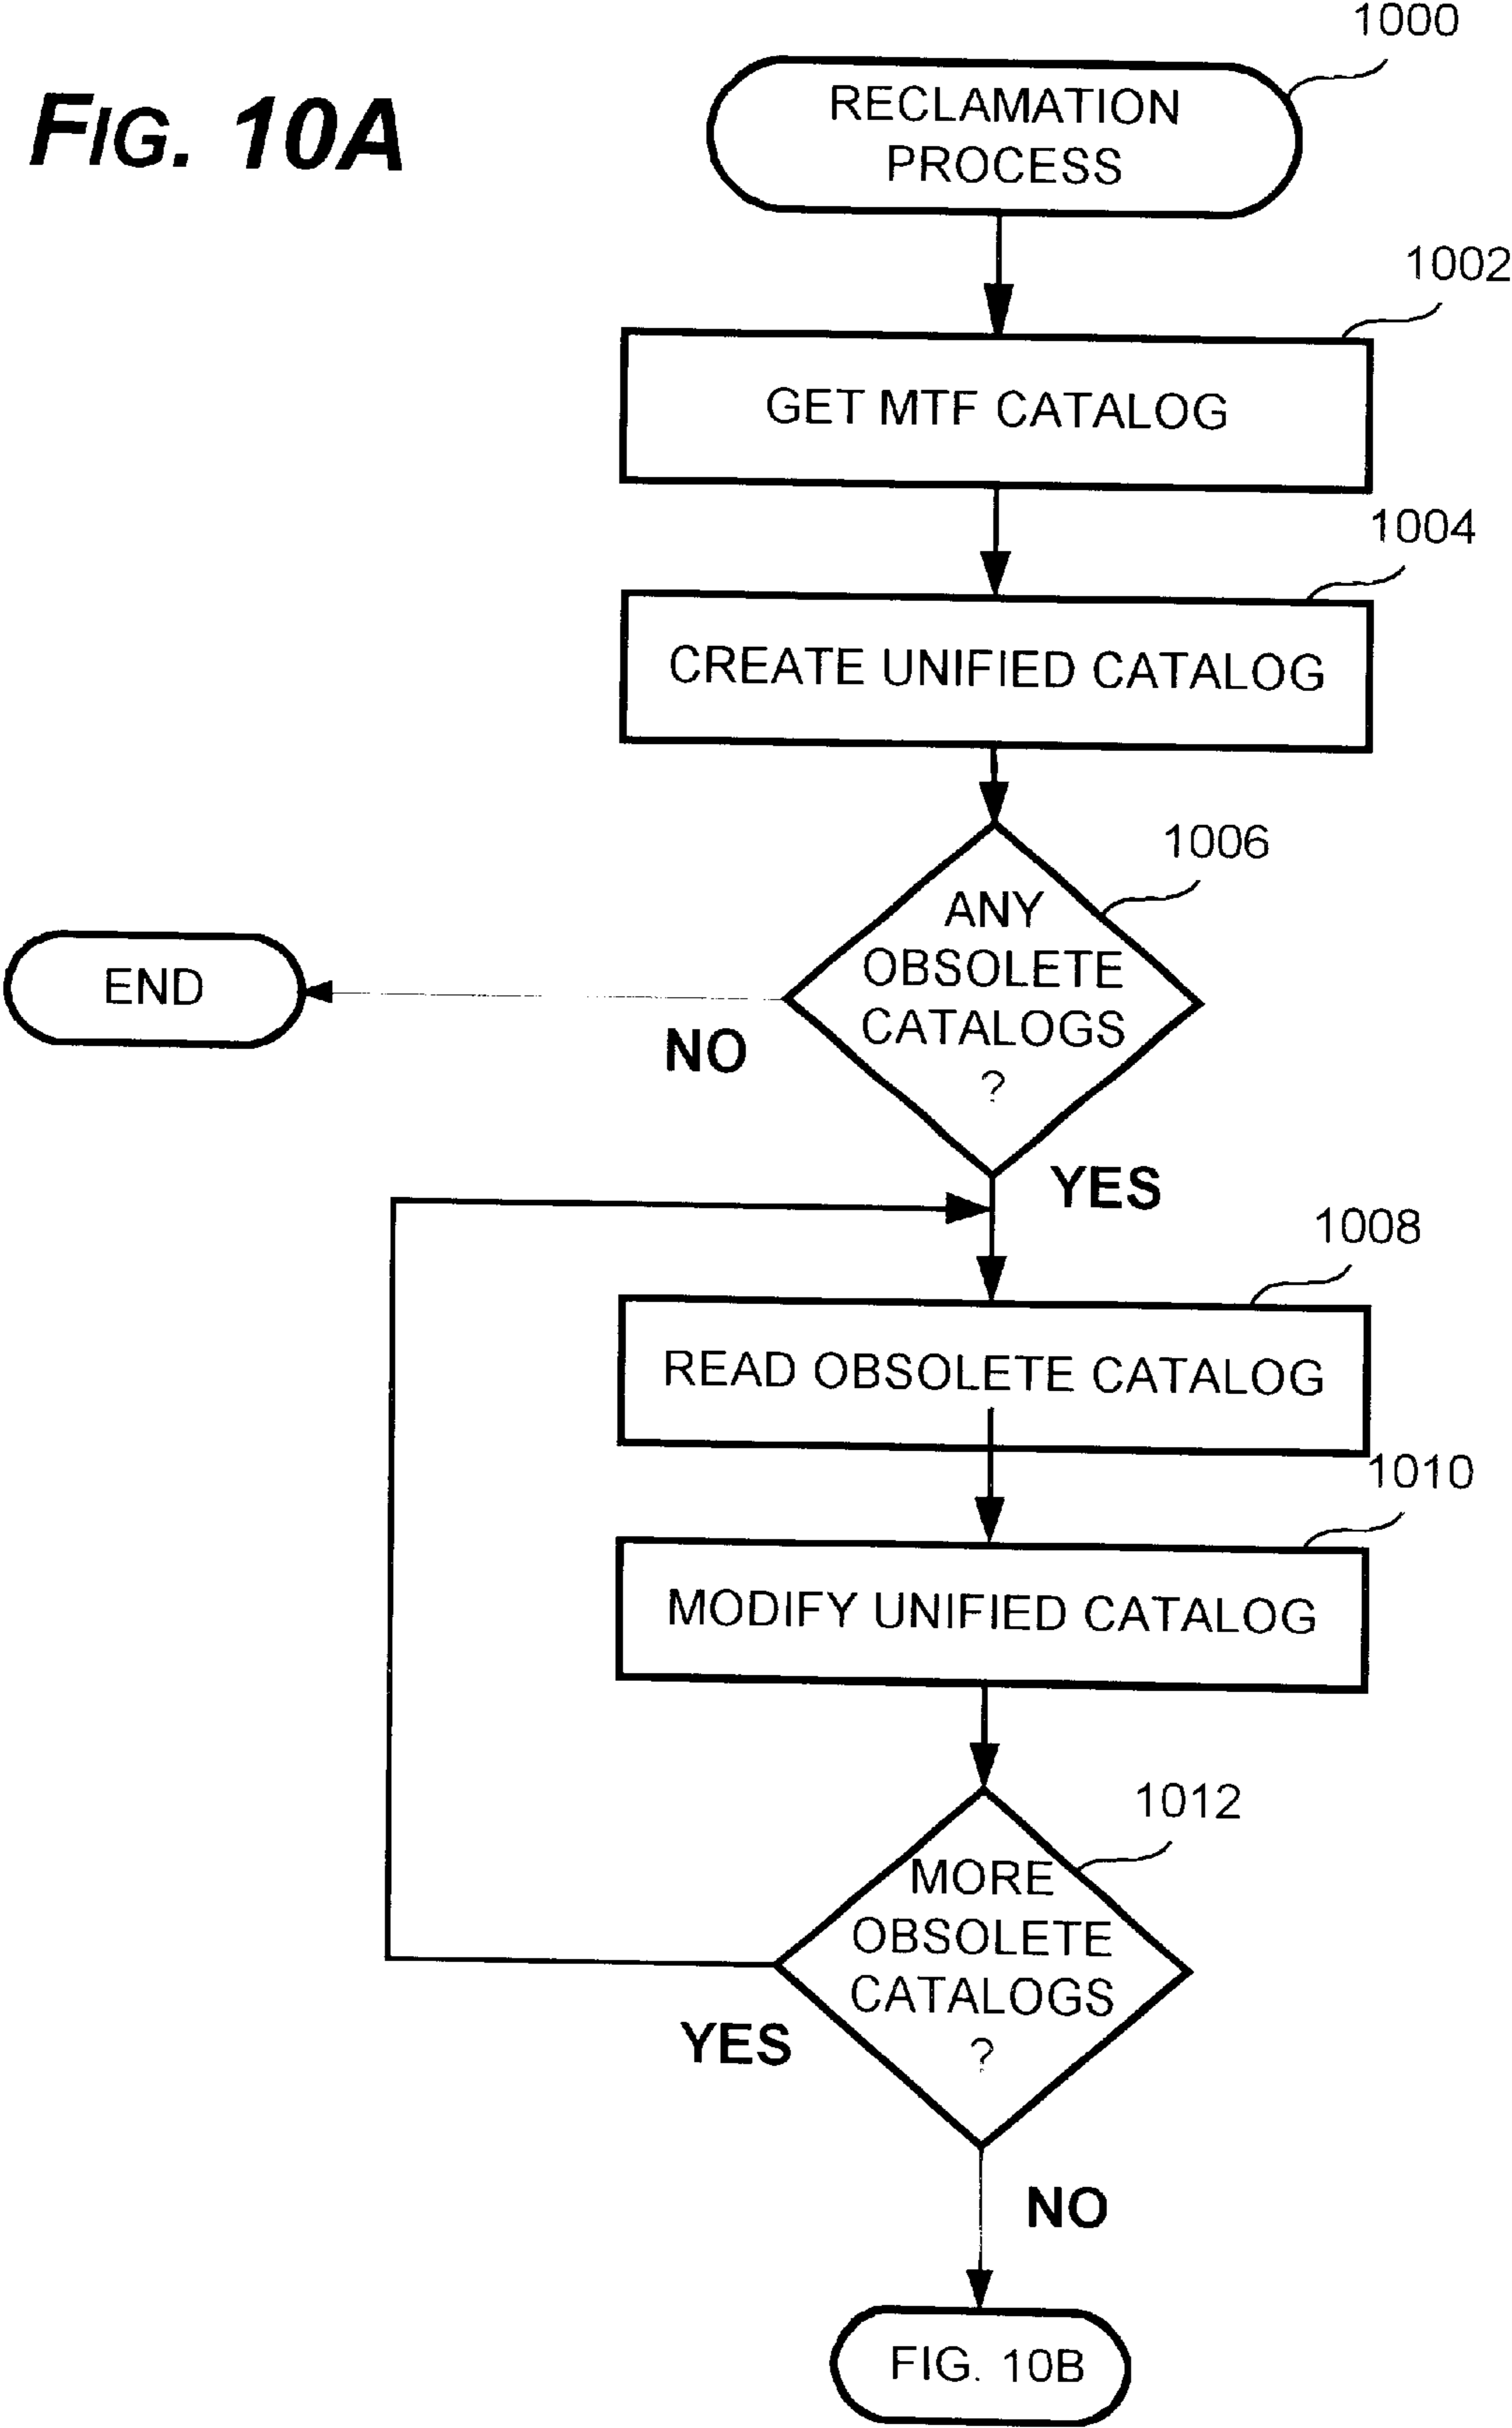 1000
FIG. 10A
RECLAMATION
PROCESS
1002
GET MTF CATALOG
1004
CREATE UNIFIED CATALOG
1006
ANY
OBSOLETE
CATALOGS
?
END
NO
YES
1008
READ OBSOLETE CATALOG
1010
MODIFY UNIFIED CATALOG
1012
MORE
OBSOLETE
CATALOGS
?
YES
NO
FIG. 10B